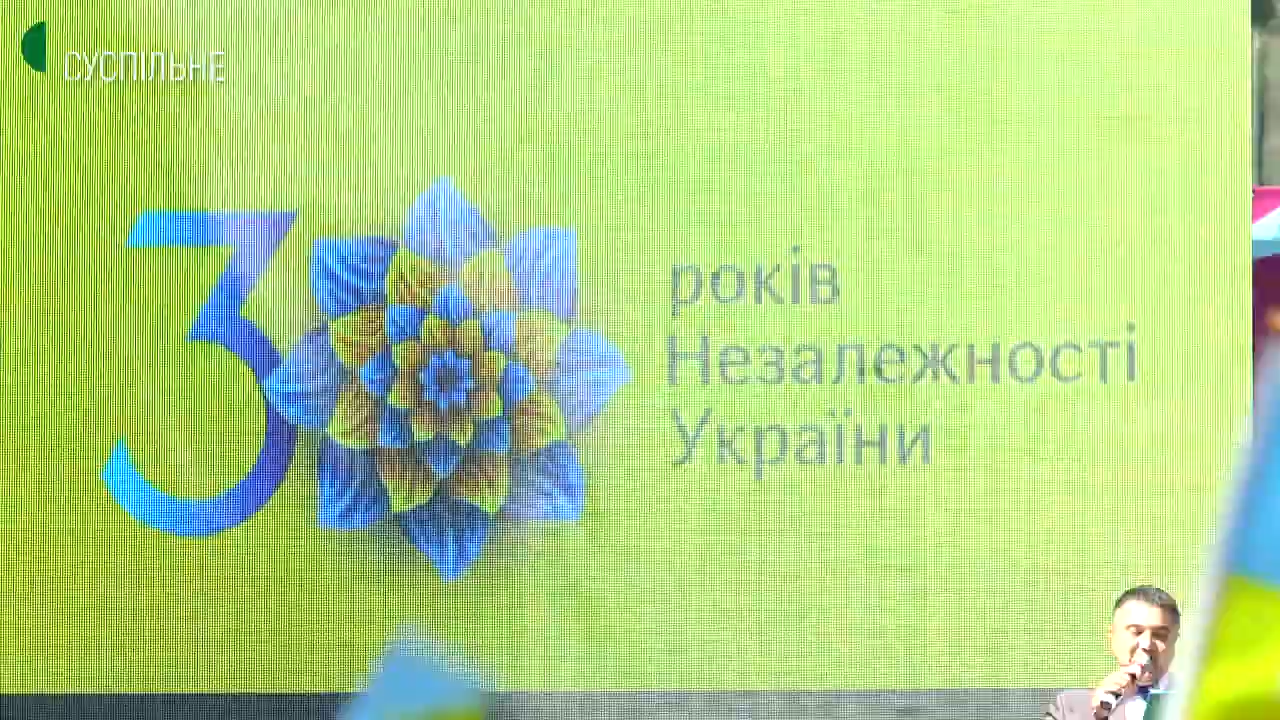 СУСПІЛЬНЕ
30
років
Незалежності
України